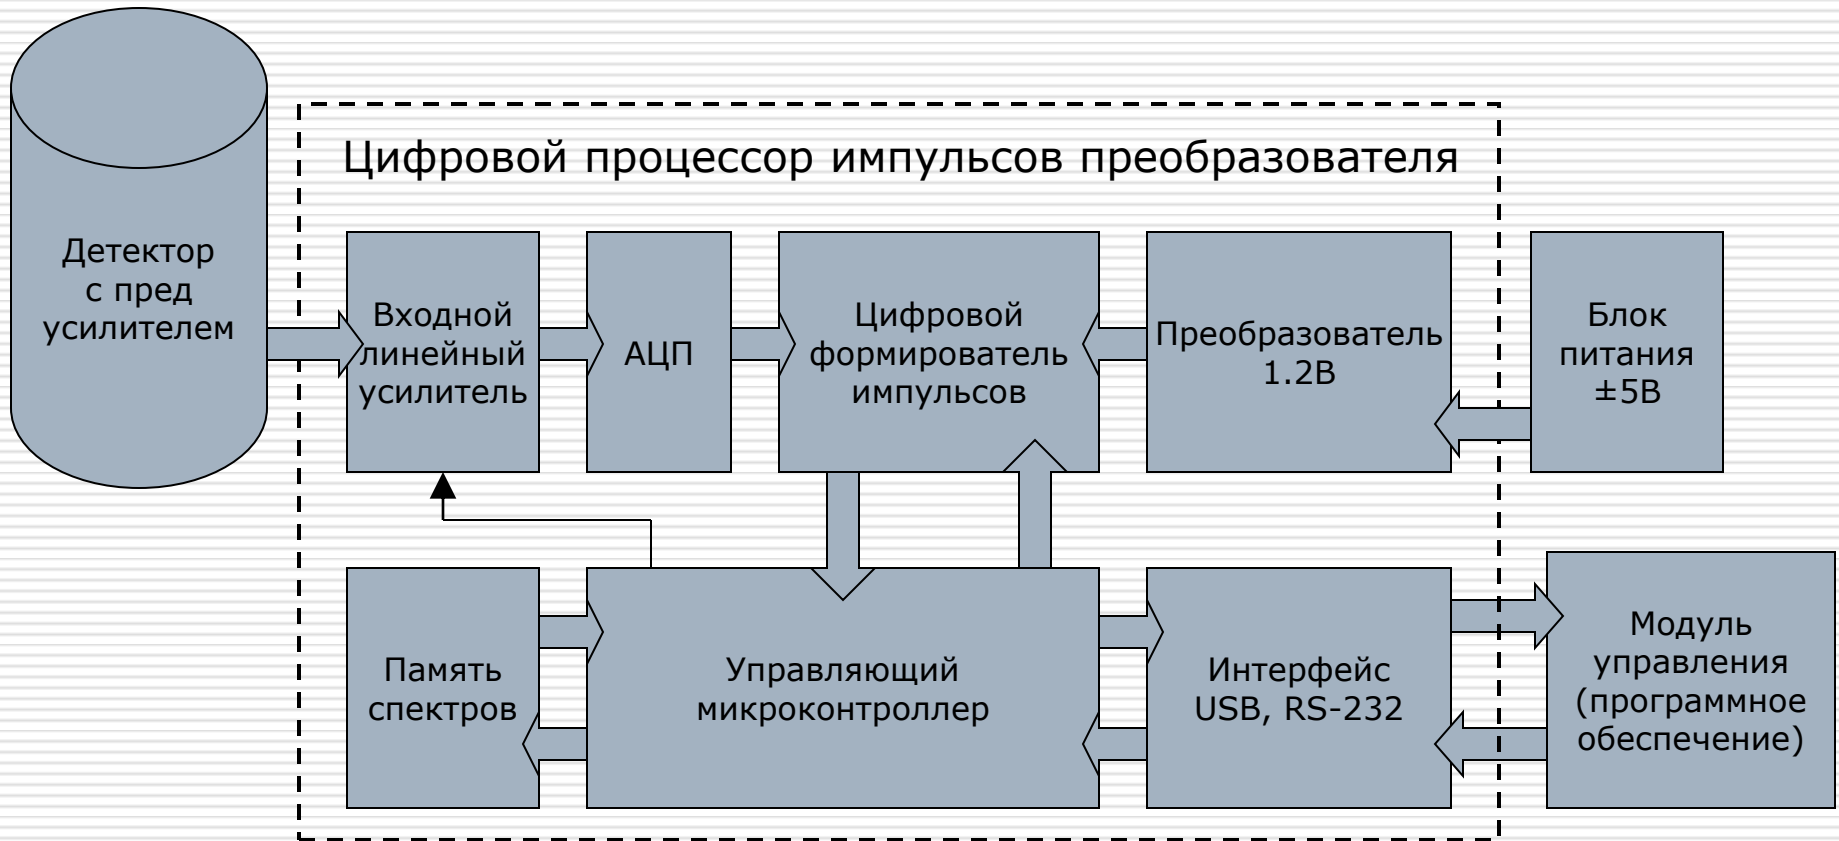 Цифровой процессор импульсов преобразователя
Детектор
с пред
усилителем
Входной
линейный
усилитель
АЦП
Цифровой
формирователь
импульсов
Преобразователь
1.2В
Блок
питания
±5В
Память
спектров
Управляющий
микроконтроллер
Интерфейс
USB, RS-232
Модуль
управления
(программное
обеспечение)